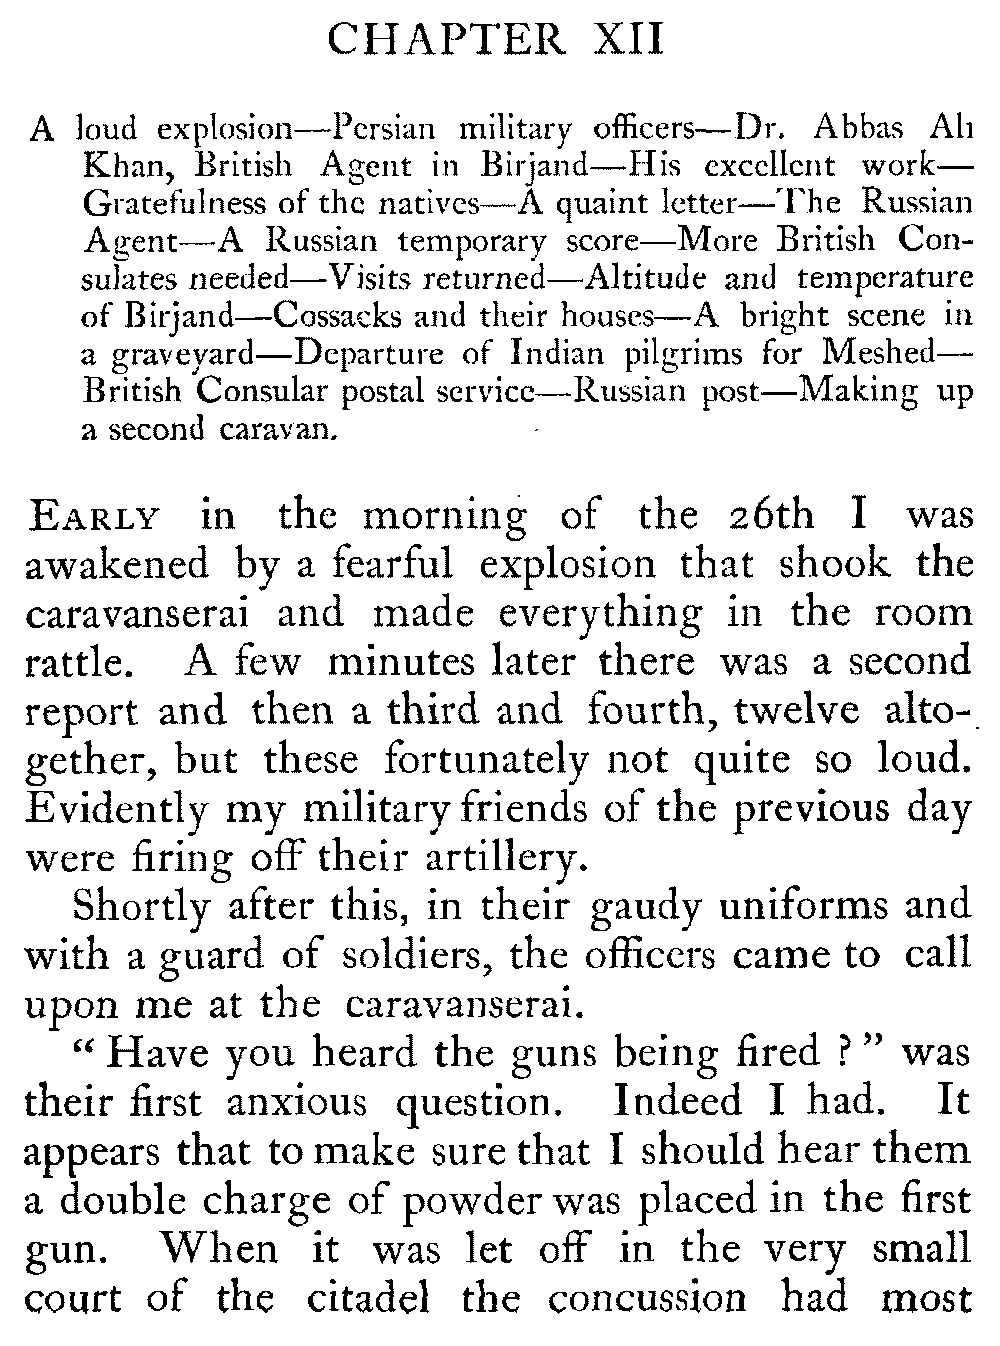 CHAPTER XII
A loud explosion—Persian military officers—Dr. Abbas Ali
Khan, British Agent in Birjand—His excellent work—
Gratefulness of the natives—A quaint letter—The Russian
Agent—A Russian temporary score—More British Con-
sulates needed—Visits returned—Altitude and temperature
of Birjand—Cossacks and their houses—A bright scene in
a graveyard—Departure of Indian pilgrims for Meshed—
British Consular postal service—Russian post—Making up
a second caravan.
EARLY in the morning of the 26th I was
awakened by a fearful explosion that shook the
caravanserai and made everything in the room
rattle. A few minutes later there was a second
report and then a third and fourth, twelve alto-
gether, but these fortunately not quite so loud.
Evidently my military friends of the previous day
were firing off their artillery.
Shortly after this, in their gaudy uniforms and
with a guard of soldiers, the officers came to call
upon me at the caravanserai.
“ Have you heard the guns being fired ? ” was
their first anxious question. Indeed I had. It
appears that to make sure that I should hear them
a double charge of powder was placed in the first
gun. When it was let off in the very small
court of the citadel the concussion had most